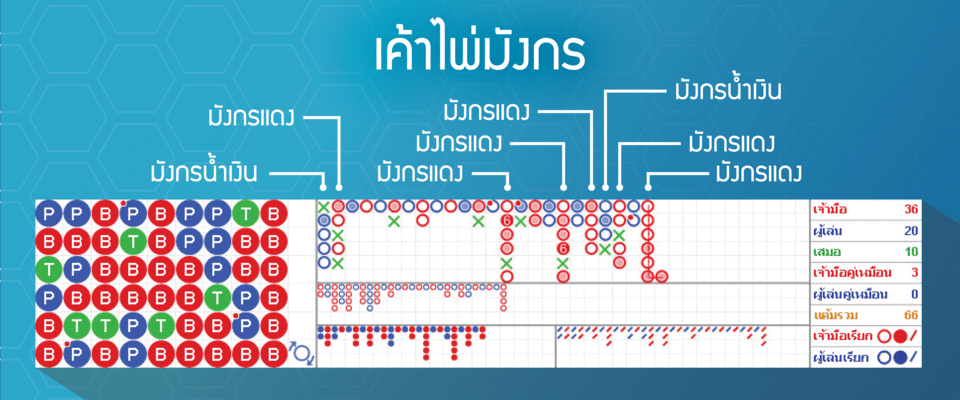 เค้าไพ่มังกร
มังกรน้ำเงิน
มังกรแดง มังกรแดง
มังกรแดง มังกรแดง
มังกรน้ำเงิน มังกรแดง มังกรแดง
P P B P B P P T B
B B B T B P B B B
T P B B B B P B B
P B B B B B T P B
B T T P T B B P B
B P B P B B B B B
6
6
เจ้ามือ 36
ผู้เล่น 20
เสมอ 10
เจ้ามือคู่เหมือน 3
ผู้เล่นคู่เหมือน 0
แต้มรวม 66
เจ้ามือเรียก
ผู้เล่นเรียก